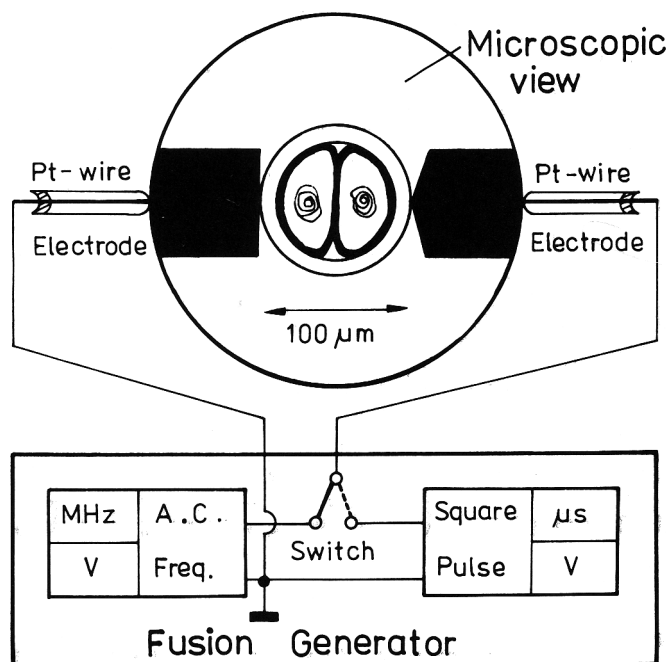 Microscopic
view
Pt-wire
Pt-wire
Electrode
Electrode
100 µm
MHz
A.C.
Square
µs
Switch
V
Freq.
Pulse
V
Fusion Generator